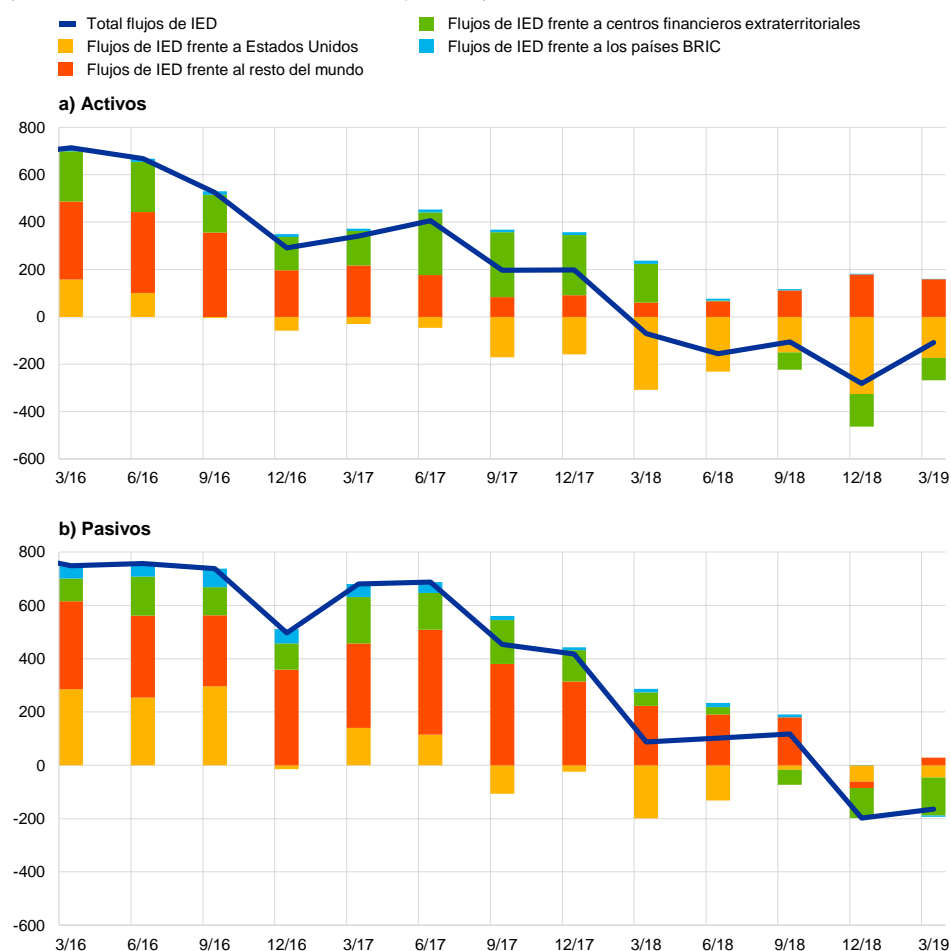 Total flujos de IED
Flujos de IED frente a centros financieros extraterritoriales
Flujos de IED frente a Estados Unidos
Flujos de IED frente a los países BRIC
Flujos de IED frente al resto del mundo
a) Activos
800
600
400
200
0
-200
-400
-600
3/16 6/16 9/16 12/16 3/17 6/17 9/17 12/17 3/18 6/18 9/18 12/18 3/19
b) Pasivos
800
600
400
200
0
-200
-400
-600
3/16 6/16 9/16 12/16 3/17 6/17 9/17 12/17 3/18 6/18 9/18 12/18 3/19